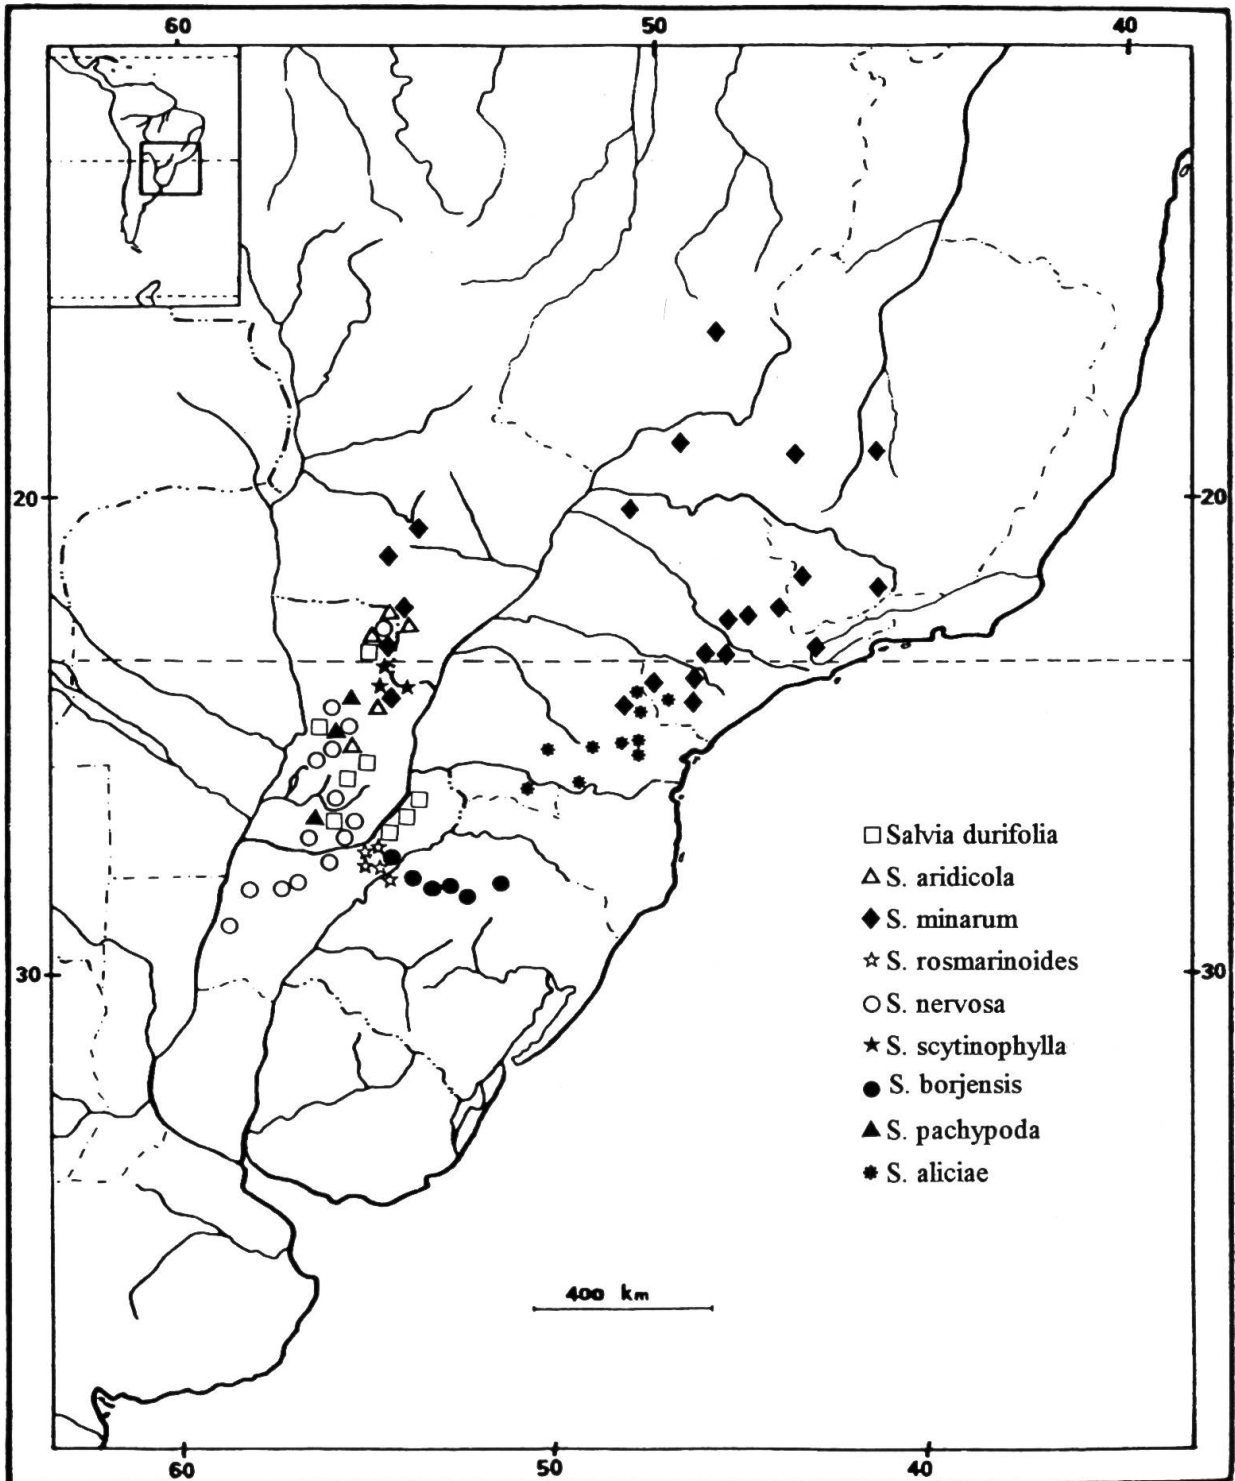 60 50 40
20 20
□ Salvia durifolia
△ S. aridicola
◆ S. minarum
☆ S. rosmarinoides
○ S. nervosa
★ S. scytinophylla
● S. borjensis
▲ S. pachypoda
✸ S. aliciae
30 30
400 km
60 50 40